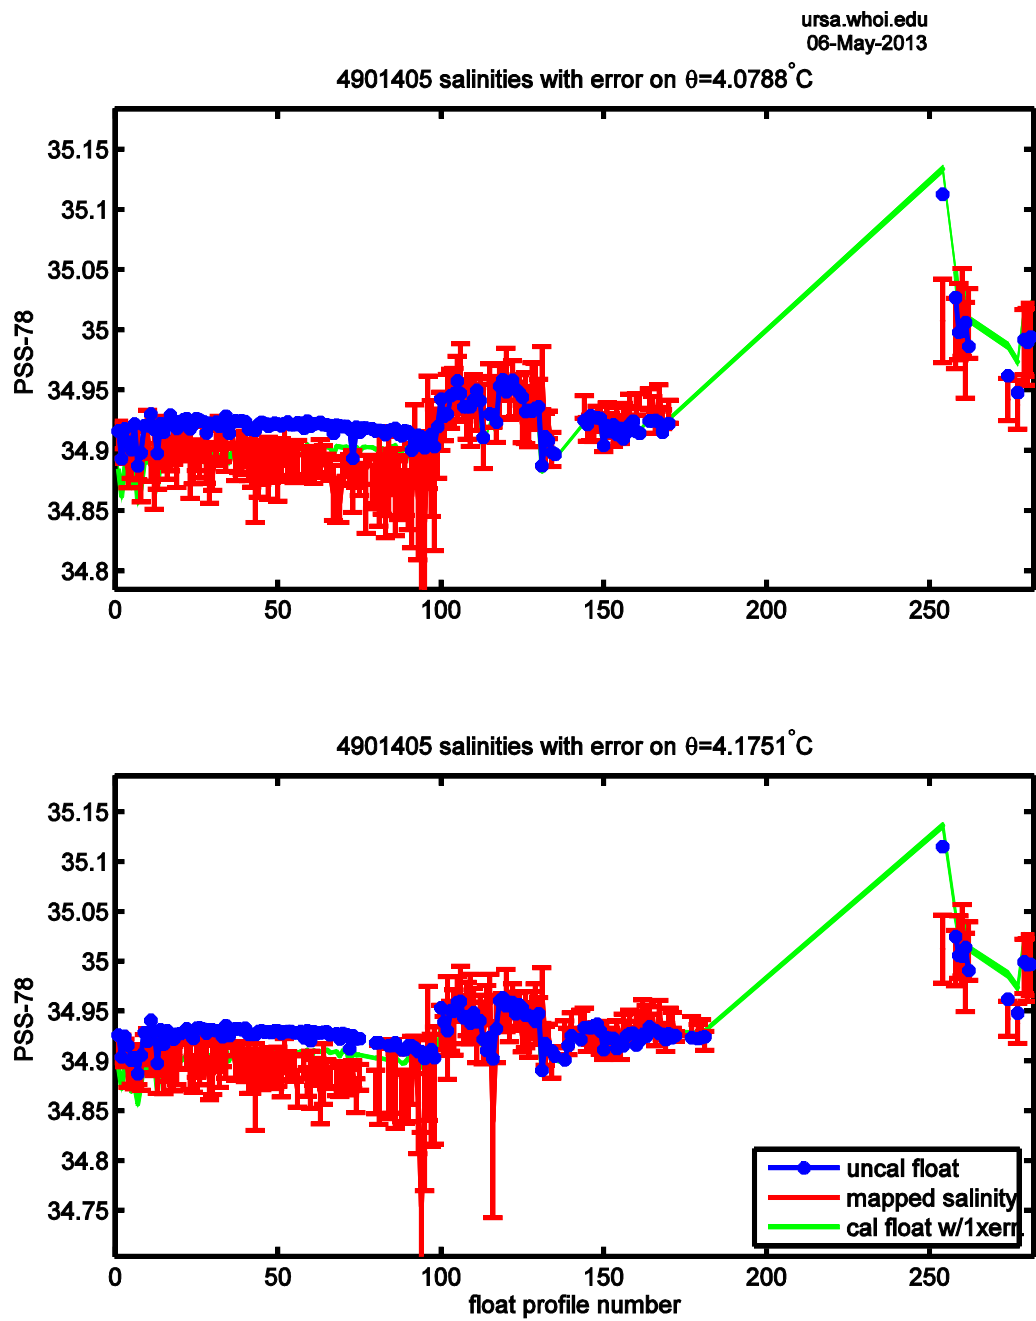 ursa.whoi.edu
06-May-2013
4901405 salinities with error on θ=4.0788°C
PSS-78
35.15
35.1
35.05
35
34.95
34.9
34.85
34.8
0 50 100 150 200 250
4901405 salinities with error on θ=4.1751°C
PSS-78
35.15
35.1
35.05
35
34.95
34.9
34.85
34.8
34.75
uncal float
mapped salinity
cal float w/1xerr.
0 50 100 150 200 250
float profile number